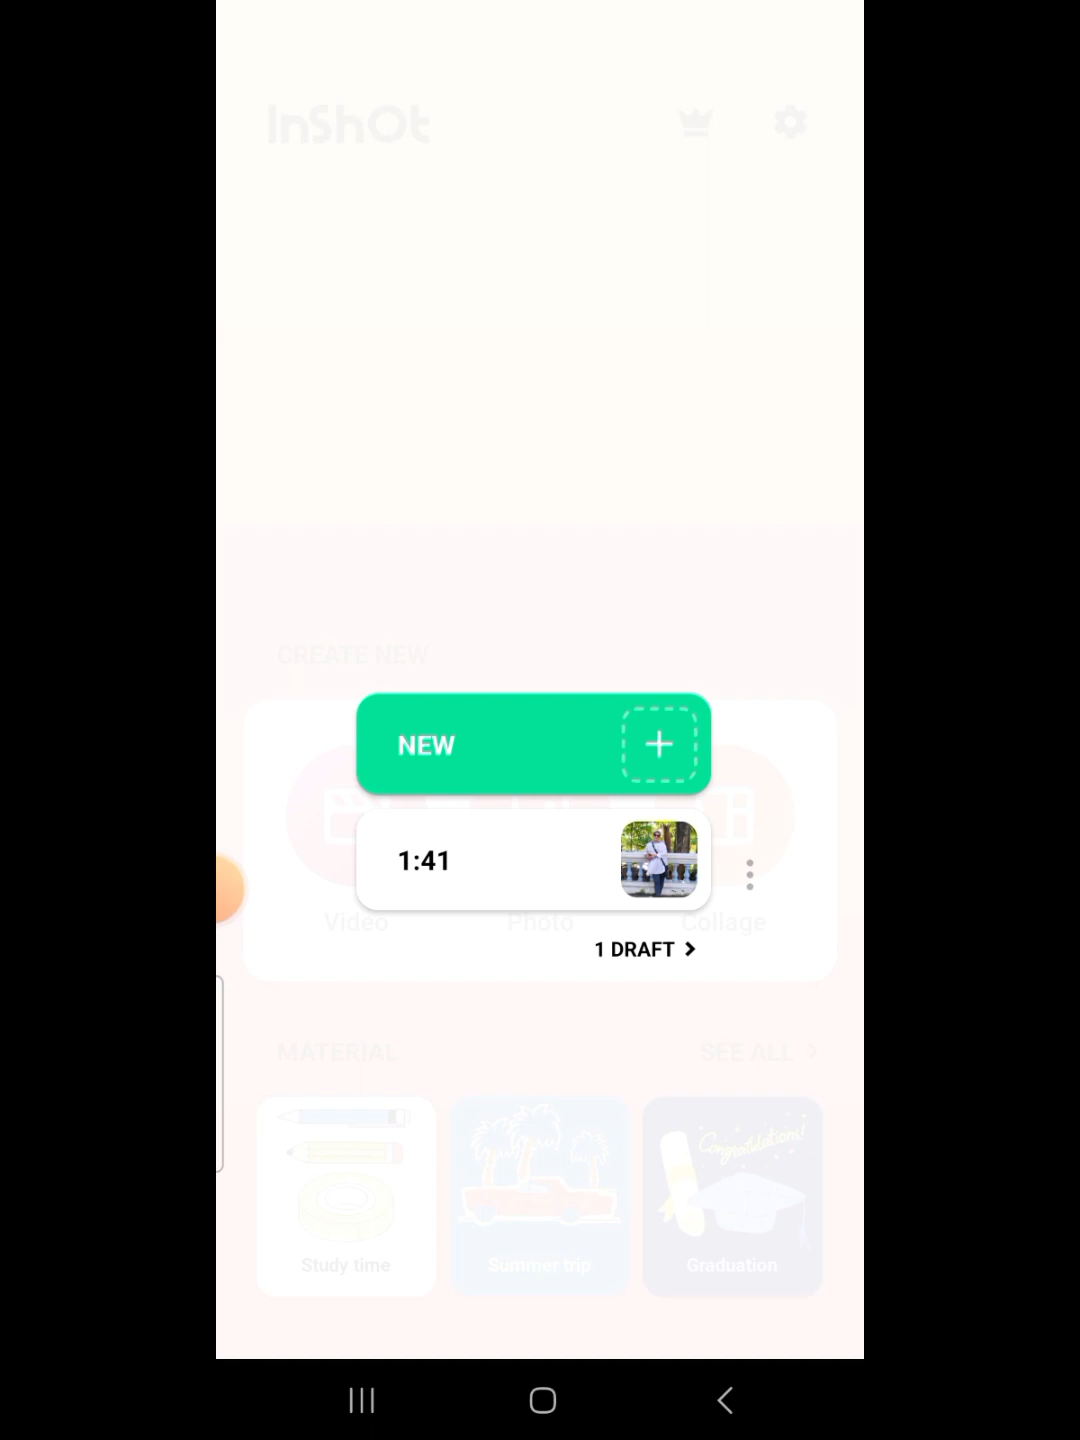 InShOt
CREATE NEW
NEW
1:41
Video
Photo
Collage
1 DRAFT
MATERIAL
SEE ALL
Congratulation!
Study time
Summer trip
Graduation